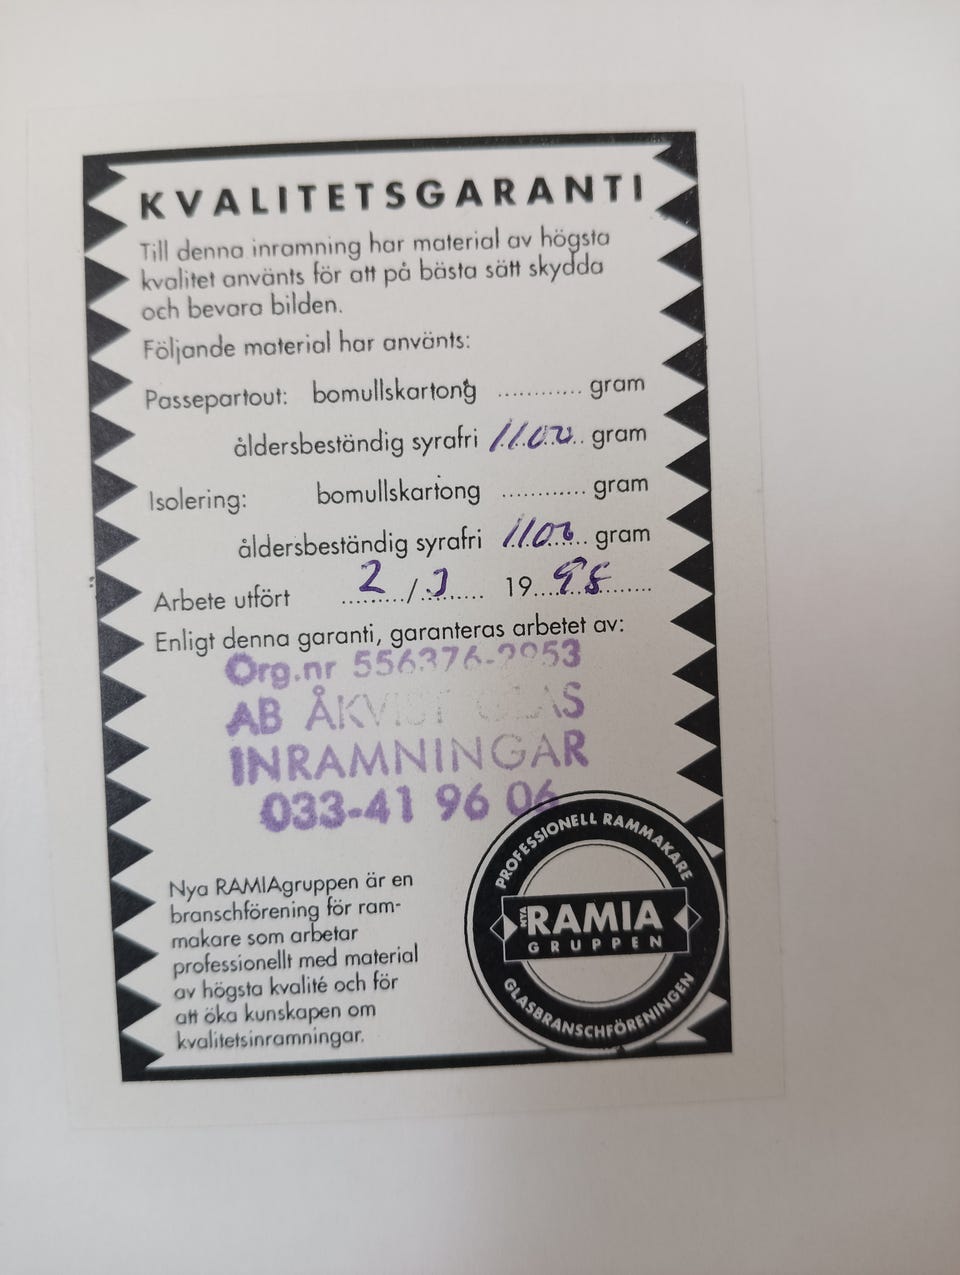 KVALITETSGARANTI
Till denna inramning har material av högsta
kvalitet använts för att på bästa sätt skydda
och bevara bilden.
Följande material har använts:
Passepartout: bomullskartong ............ gram
åldersbeständig syrafri 1100 gram
Isolering: bomullskartong ............ gram
åldersbeständig syrafri 1100 gram
Arbete utfört 2/3 1998
Enligt denna garanti, garanteras arbetet av:
Org.nr
AB ÅKVIST GLAS
INRAMNINGAR
033-41 96 06
Nya RAMIAgruppen är en
branschförening för ram-
makare som arbetar
professionellt med material
av högsta kvalité och för
att öka kunskapen om
kvalitetsinramningar.
PROFESSIONELL RAMMAKARE
NYA RAMIA
GRUPPEN
GLASBRANSCHFÖRENINGEN